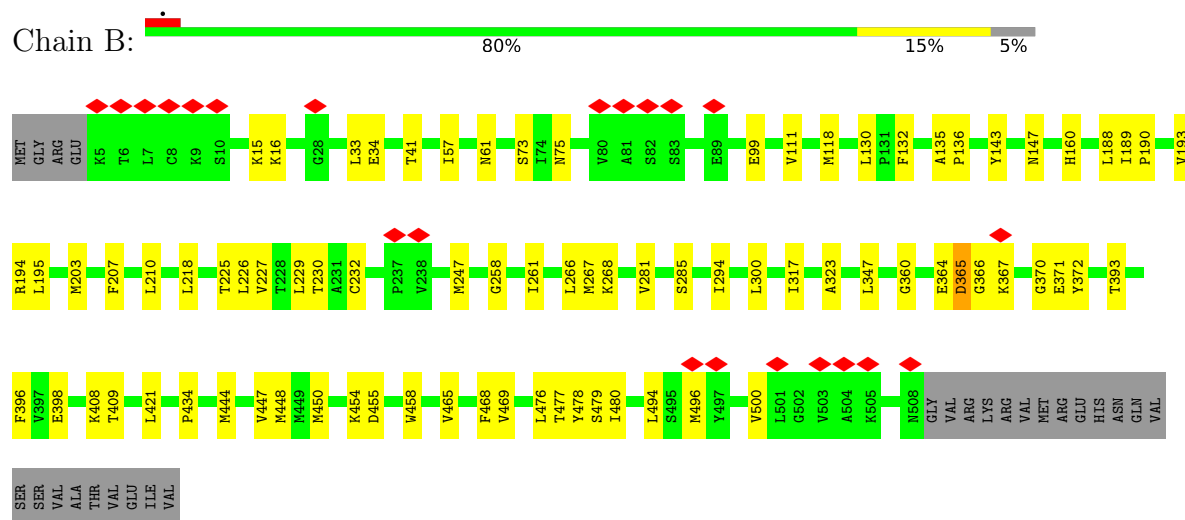 Chain B:
80% 15% 5%
MET GLY ARG GLU K5 T6 L7 C8 K9 S10 K15 K16 G28 L33 E34 T41 I57 N61 S73 I74 N75 V80 A81 S82 S83 E89 E99 V111 M118 L130 P131 F132 A135 P136 Y143 N147 H160 L188 I189 P190 V193
R194 L195 M203 F207 L210 L218 T225 L226 V227 T228 L229 T230 A231 C232 P237 V238 M247 G258 I261 L266 M267 K268 V281 S285 I294 L300 I317 A323 L347 G360 E364 D365 G366 K367 G370 E371 Y372 T393
F396 V397 E398 K408 T409 L421 P434 M444 V447 M448 M449 M450 K454 D455 W458 V465 F468 V469 L476 T477 Y478 S479 I480 L494 S495 M496 Y497 V500 L501 G502 V503 A504 K505 N508 GLY VAL ARG LYS ARG VAL MET ARG GLU HIS ASN GLN VAL
SER SER VAL ALA THR VAL GLU ILE VAL